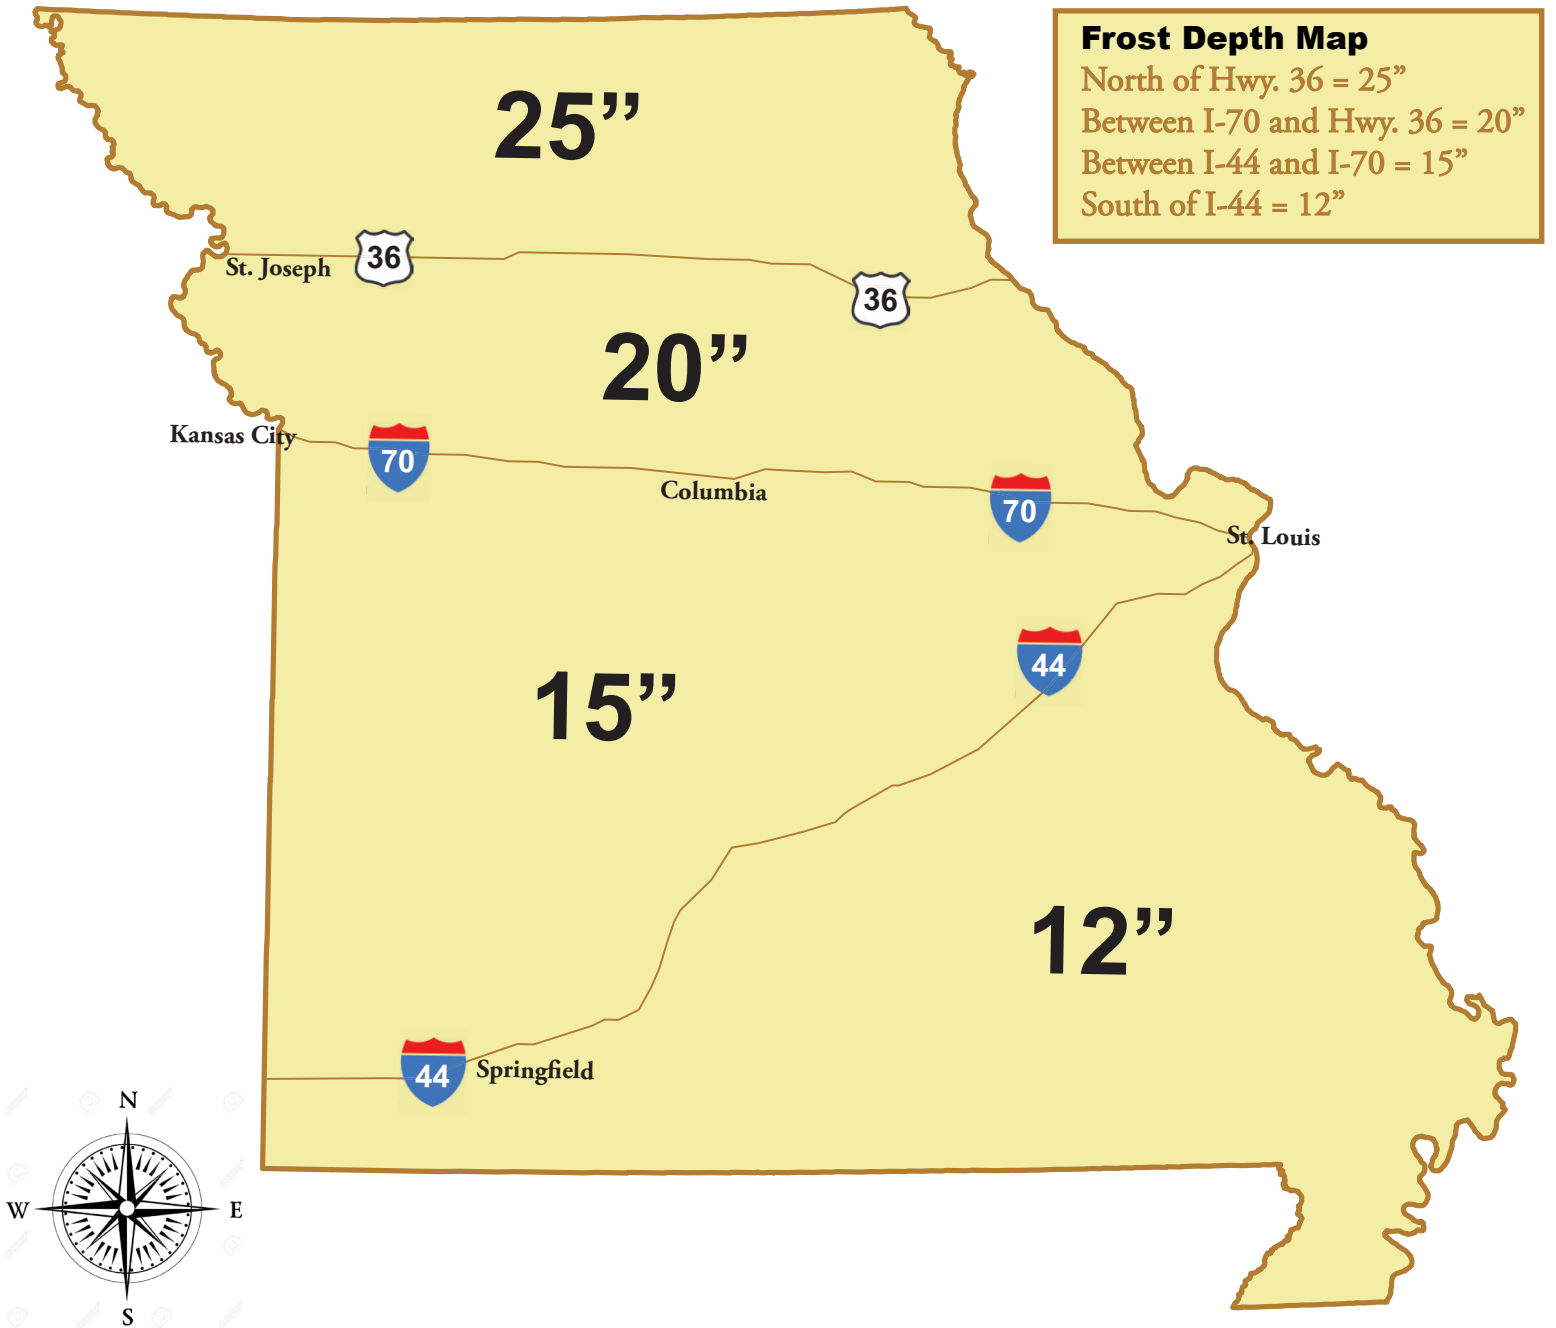 Frost Depth Map
North of Hwy. 36 = 25”
Between I-70 and Hwy. 36 = 20”
Between I-44 and I-70 = 15”
South of I-44 = 12”
25”
36
St. Joseph
36
20”
Kansas City
70
Columbia
70
St. Louis
44
15”
12”
44
Springfield
N
W
E
S